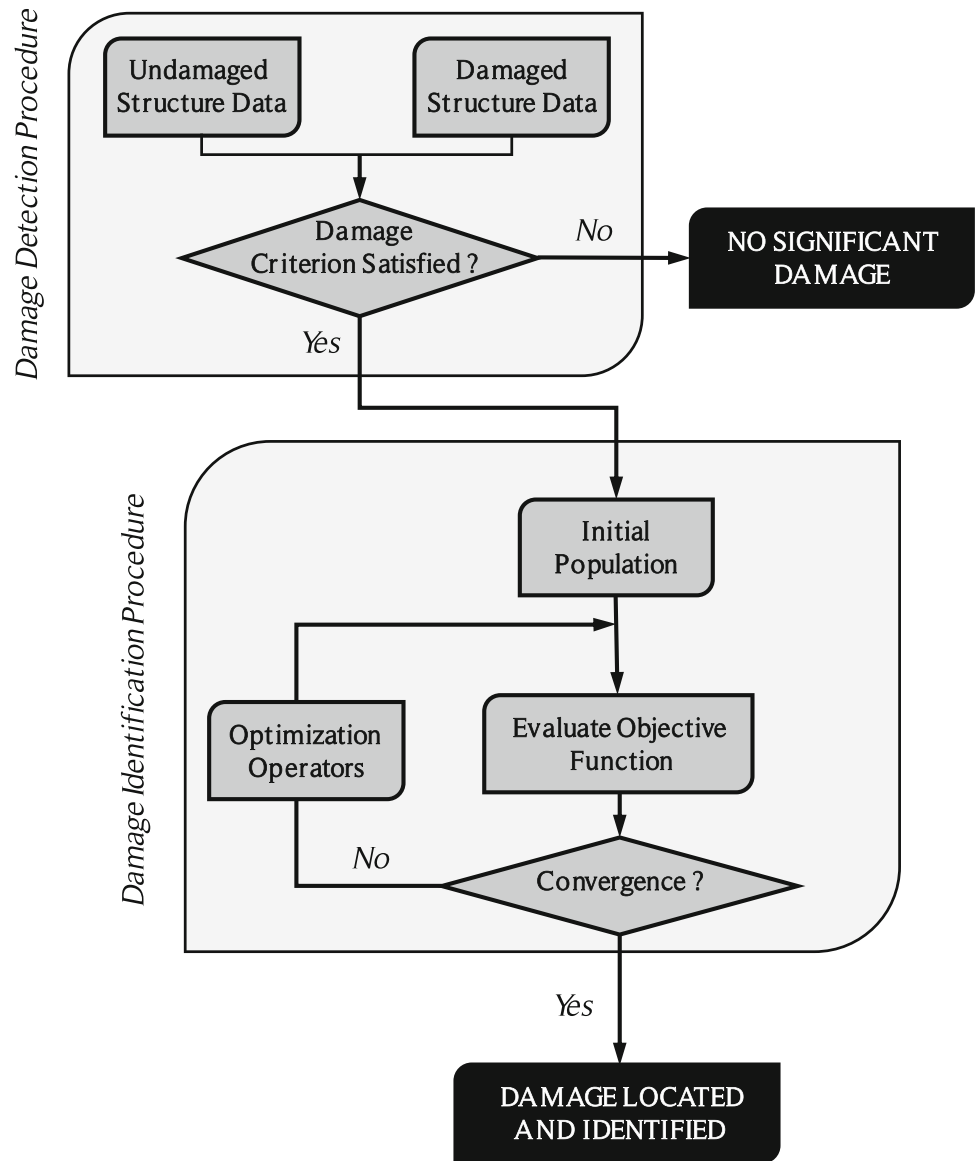 Damage Detection Procedure
Undamaged
Structure Data
Damaged
Structure Data
Damage
Criterion Satisfied ?
No
NO SIGNIFICANT
DAMAGE
Yes
Damage Identification Procedure
Initial
Population
Optimization
Operators
Evaluate Objective
Function
No
Convergence ?
Yes
DAMAGE LOCATED
AND IDENTIFIED